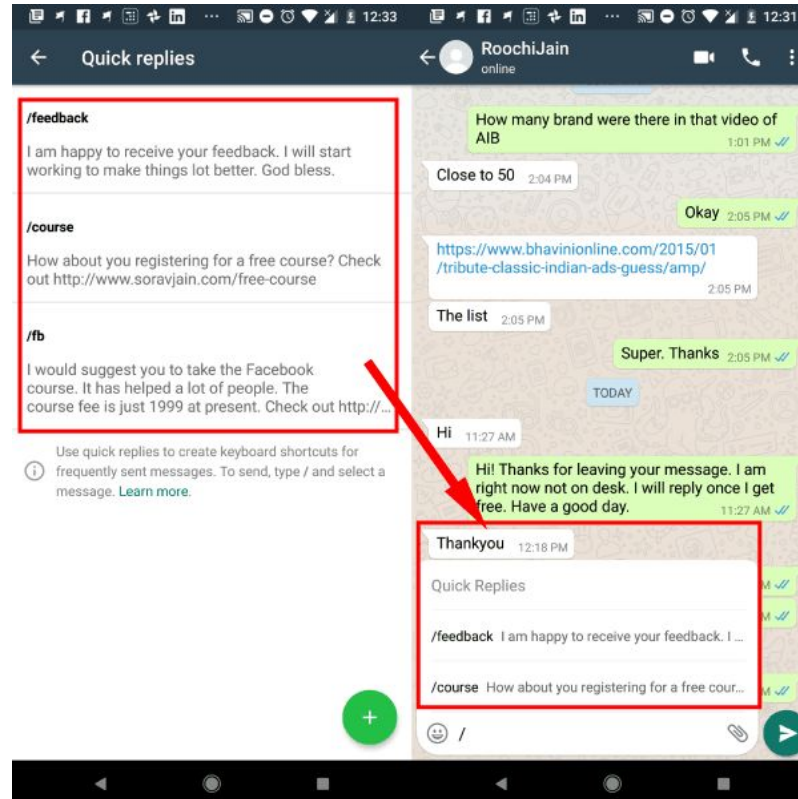 12:33
Quick replies
/feedback
I am happy to receive your feedback. I will start
working to make things lot better. God bless.
/course
How about you registering for a free course? Check
out http://www.soravjain.com/free-course
/fb
I would suggest you to take the Facebook
course. It has helped a lot of people. The
course fee is just 1999 at present. Check out http://...
Use quick replies to create keyboard shortcuts for
frequently sent messages. To send, type / and select a
message. Learn more.
12:31
RoochiJain
online
How many brand were there in that video of
AIB
1:01 PM
Close to 50 2:04 PM
Okay 2:05 PM
https://www.bhavinionline.com/2015/01
/tribute-classic-indian-ads-guess/amp/
2:05 PM
The list 2:05 PM
Super. Thanks 2:05 PM
TODAY
Hi 11:27 AM
Hi! Thanks for leaving your message. I am
right now not on desk. I will reply once I get
free. Have a good day. 11:27 AM
Thankyou 12:18 PM
Quick Replies
/feedback I am happy to receive your feedback. I ...
/course How about you registering for a free cour...
/